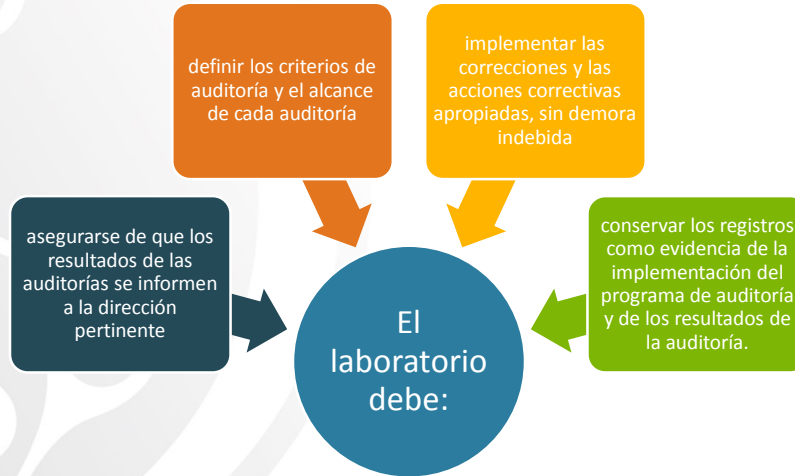 definir los criterios de
auditoría y el alcance
de cada auditoría
implementar las
correcciones y las
acciones correctivas
apropiadas, sin demora
indebida
asegurarse de que los
resultados de las
auditorías se informen
a la dirección
pertinente
conservar los registros
como evidencia de la
implementación del
programa de auditoría
y de los resultados de
la auditoría.
El
laboratorio
debe: